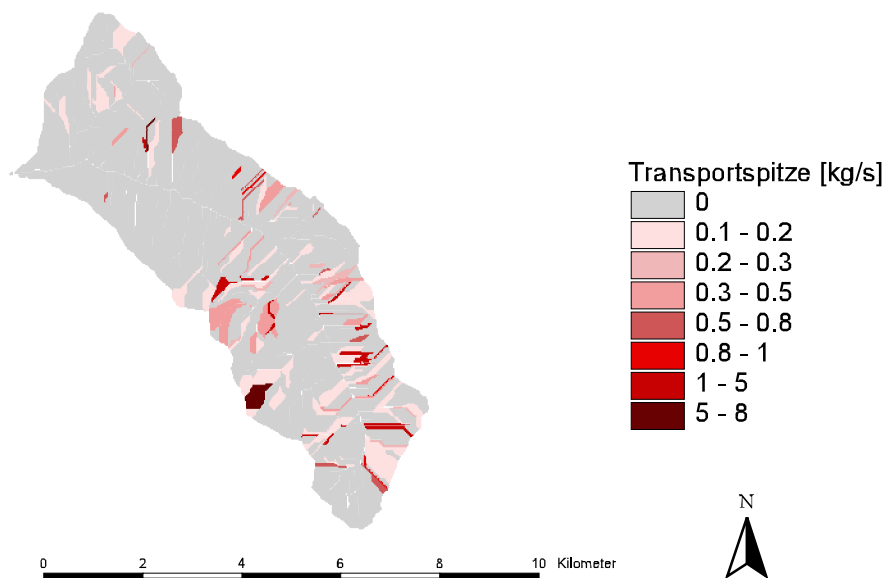 Transportspitze [kg/s]
0
0.1 - 0.2
0.2 - 0.3
0.3 - 0.5
0.5 - 0.8
0.8 - 1
1 - 5
5 - 8
N
0 2 4 6 8 10 Kilometer